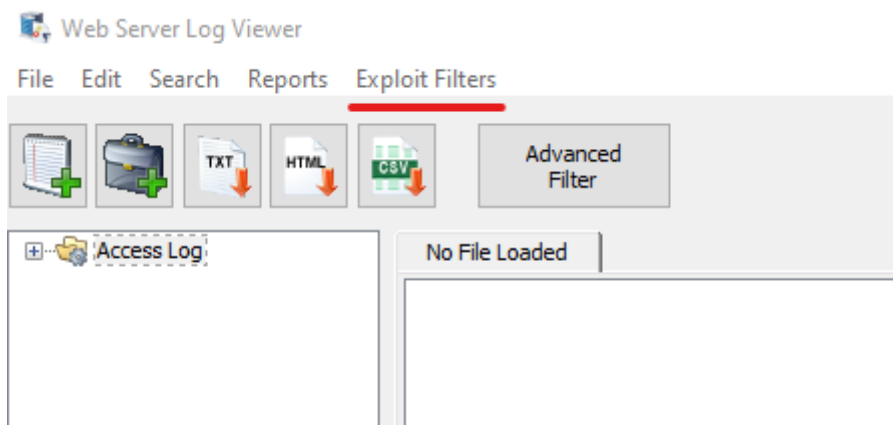 Web Server Log Viewer
File Edit Search Reports Exploit Filters
TXT HTML CSV Advanced
Filter
Access Log
No File Loaded